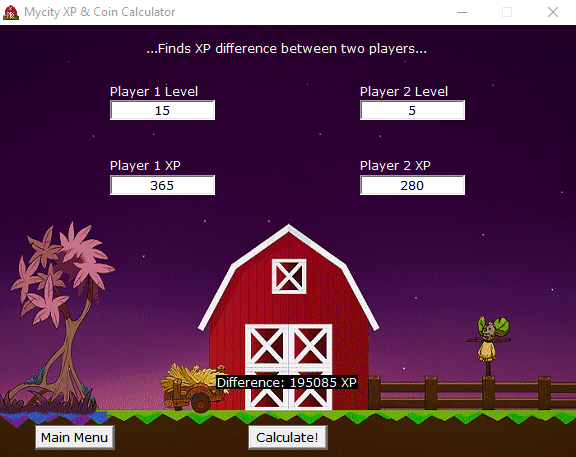 Mycity XP & Coin Calculator
...Finds XP difference between two players...
Player 1 Level
Player 2 Level
15
5
Player 1 XP
Player 2 XP
365
280
Difference: 195085 XP
Main Menu
Calculate!